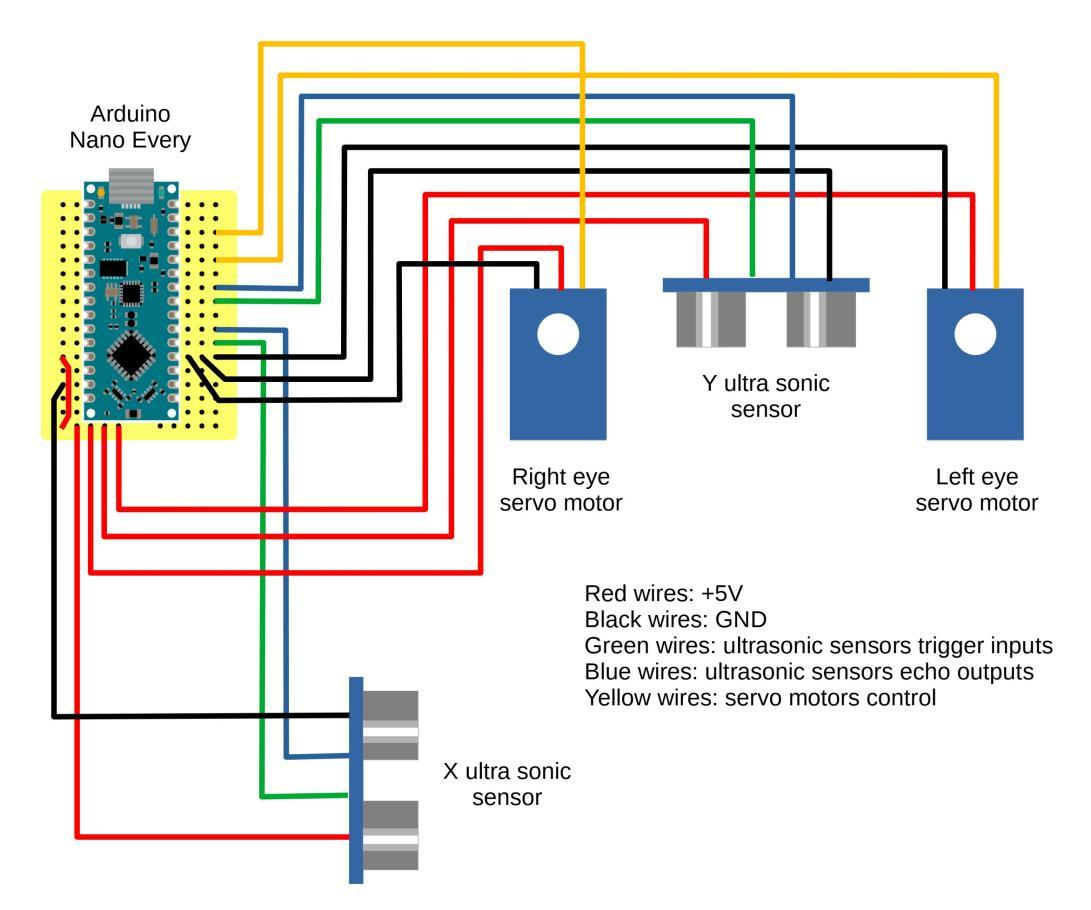 Arduino
Nano Every
Y ultra sonic
sensor
Right eye
servo motor
Left eye
servo motor
Red wires: +5V
Black wires: GND
Green wires: ultrasonic sensors trigger inputs
Blue wires: ultrasonic sensors echo outputs
Yellow wires: servo motors control
X ultra sonic
sensor